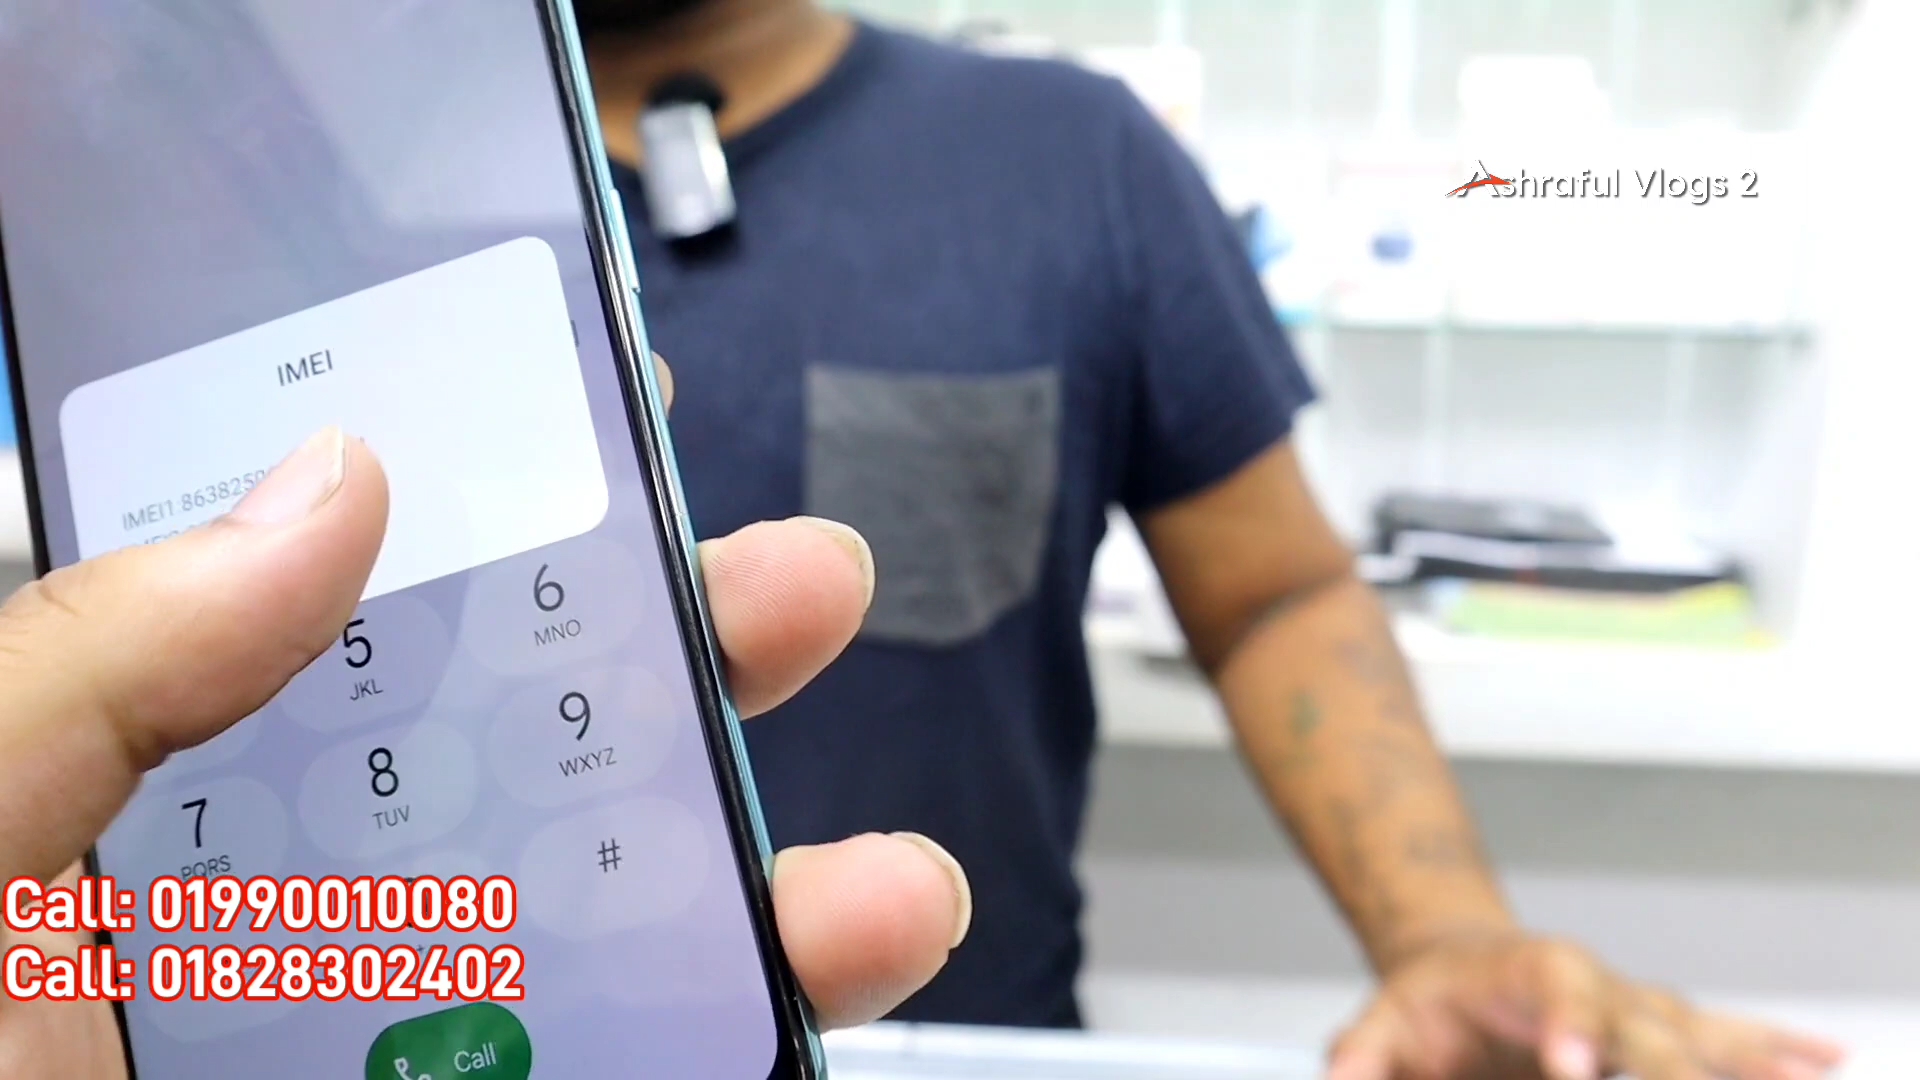 Ashraful Vlogs 2
IMEI
IMEI1:8638250
5
JKL
6
MNO
7
PQRS
8
TUV
9
WXYZ
#
Call
Call: 01990010080
Call: 01828302402